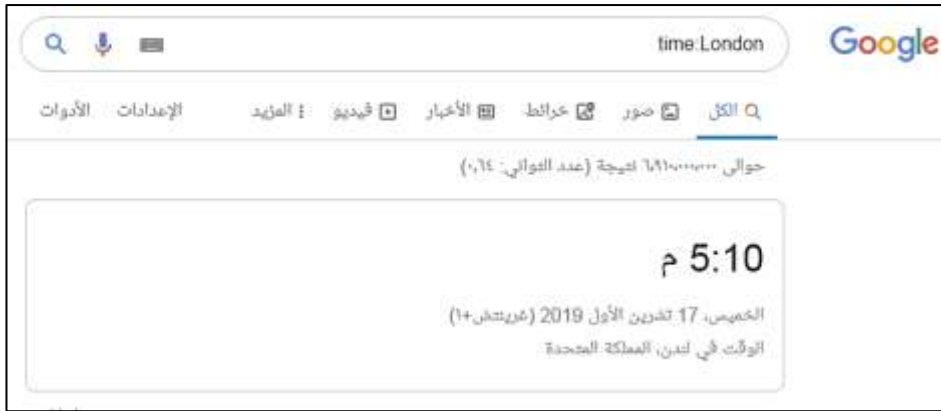 time:London Google
الكل صور خرائط الأخبار فيديو المزيد الإعدادات الأدوات
حوالى ٦٬٩١٠٬٠٠٠٬٠٠٠ نتيجة (عدد الثواني: ٠٫٦٤)
5:10 م
الخميس، 17 تشرين الأول 2019 (غرينتش+١)
الوقت في لندن، المملكة المتحدة